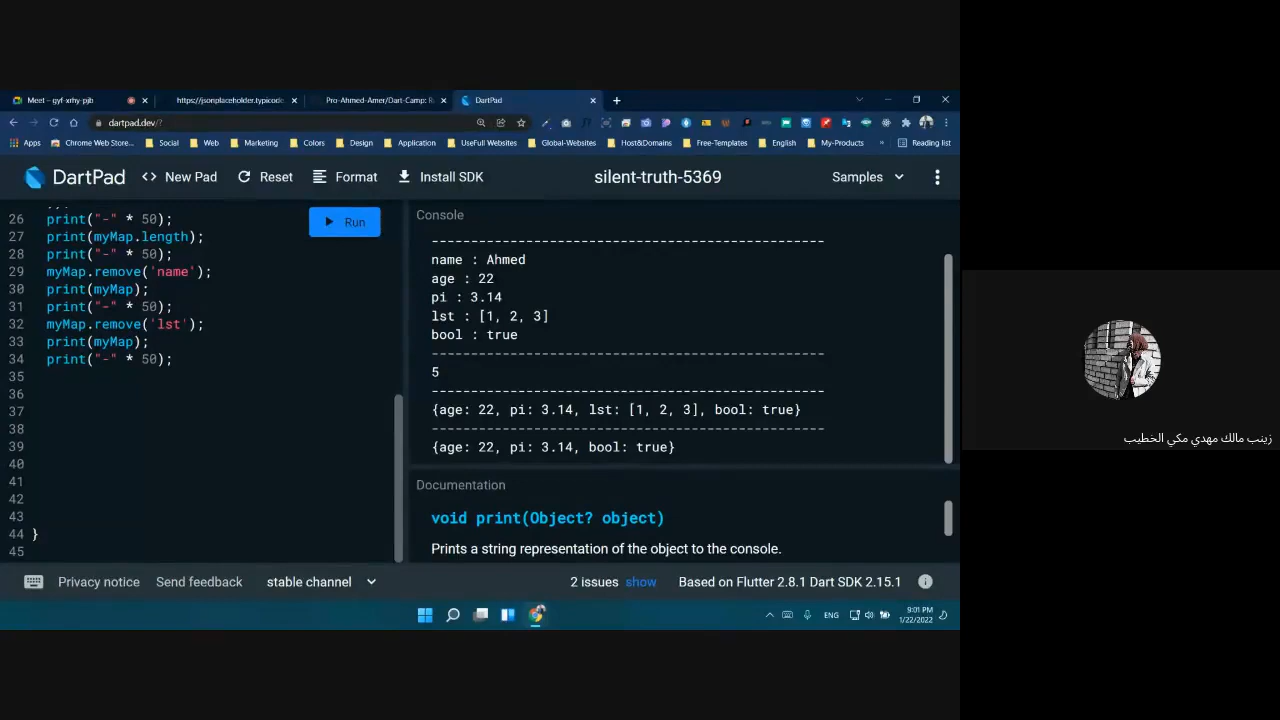 Meet – gyf-xrhy-pjb
https://jsonplaceholder.typicode
Pro-Ahmed-Amer/Dart-Camp: R
DartPad
dartpad.dev/?
Apps Chrome Web Store... Social Web Marketing Colors Design Application UseFull Websites Global-Websites Host&Domains Free-Templates English My-Products » Reading list
DartPad <> New Pad Reset Format Install SDK silent-truth-5369 Samples
26 print("-" * 50);
27 print(myMap.length);
28 print("-" * 50);
29 myMap.remove('name');
30 print(myMap);
31 print("-" * 50);
32 myMap.remove('lst');
33 print(myMap);
34 print("-" * 50);
35
36
37
38
39
40
41
42
43
44 }
45
Run
Console
--------------------------------------------------
name : Ahmed
age : 22
pi : 3.14
lst : [1, 2, 3]
bool : true
--------------------------------------------------
5
--------------------------------------------------
{age: 22, pi: 3.14, lst: [1, 2, 3], bool: true}
--------------------------------------------------
{age: 22, pi: 3.14, bool: true}
Documentation
void print(Object? object)
Prints a string representation of the object to the console.
زينب مالك مهدي مكي الخطيب
Privacy notice Send feedback stable channel 2 issues show Based on Flutter 2.8.1 Dart SDK 2.15.1
ENG
9:01 PM
1/22/2022